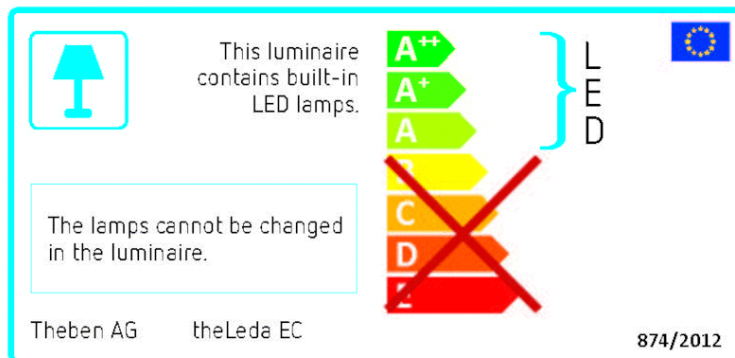 This luminaire
contains built-in
LED lamps.
A++
A+
A
B
C
D
E
L
E
D
The lamps cannot be changed
in the luminaire.
Theben AG theLeda EC
874/2012